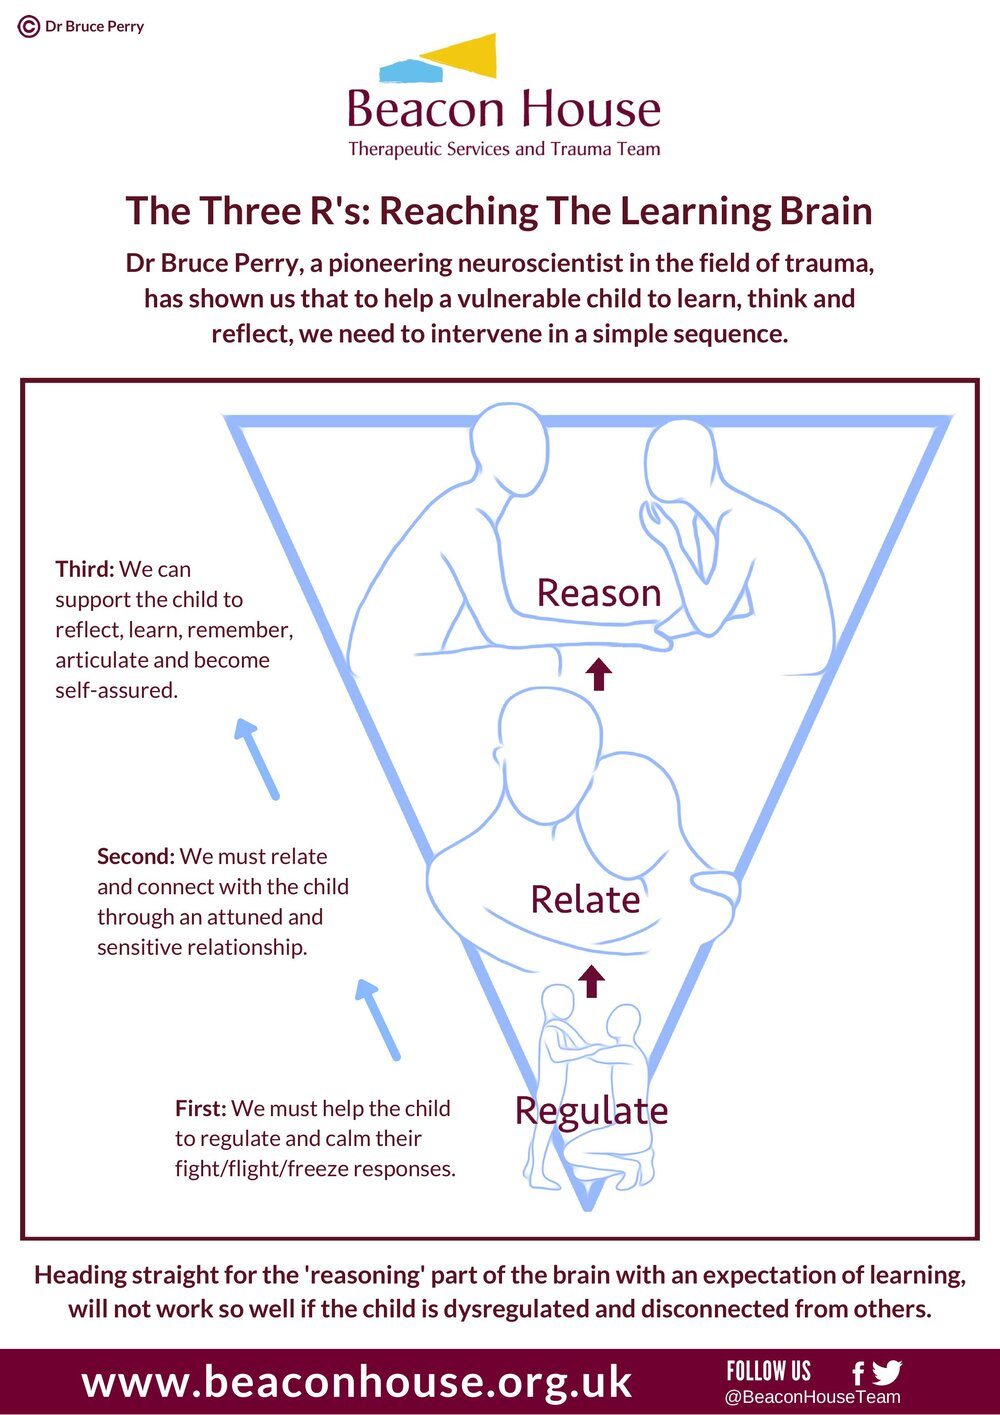 © Dr Bruce Perry
Beacon House
Therapeutic Services and Trauma Team
The Three R's: Reaching The Learning Brain
Dr Bruce Perry, a pioneering neuroscientist in the field of trauma,
has shown us that to help a vulnerable child to learn, think and
reflect, we need to intervene in a simple sequence.
Reason
Third: We can
support the child to
reflect, learn, remember,
articulate and become
self-assured.
Relate
Second: We must relate
and connect with the child
through an attuned and
sensitive relationship.
Regulate
First: We must help the child
to regulate and calm their
fight/flight/freeze responses.
Heading straight for the 'reasoning' part of the brain with an expectation of learning,
will not work so well if the child is dysregulated and disconnected from others.
www.beaconhouse.org.uk
FOLLOW US
@BeaconHouseTeam